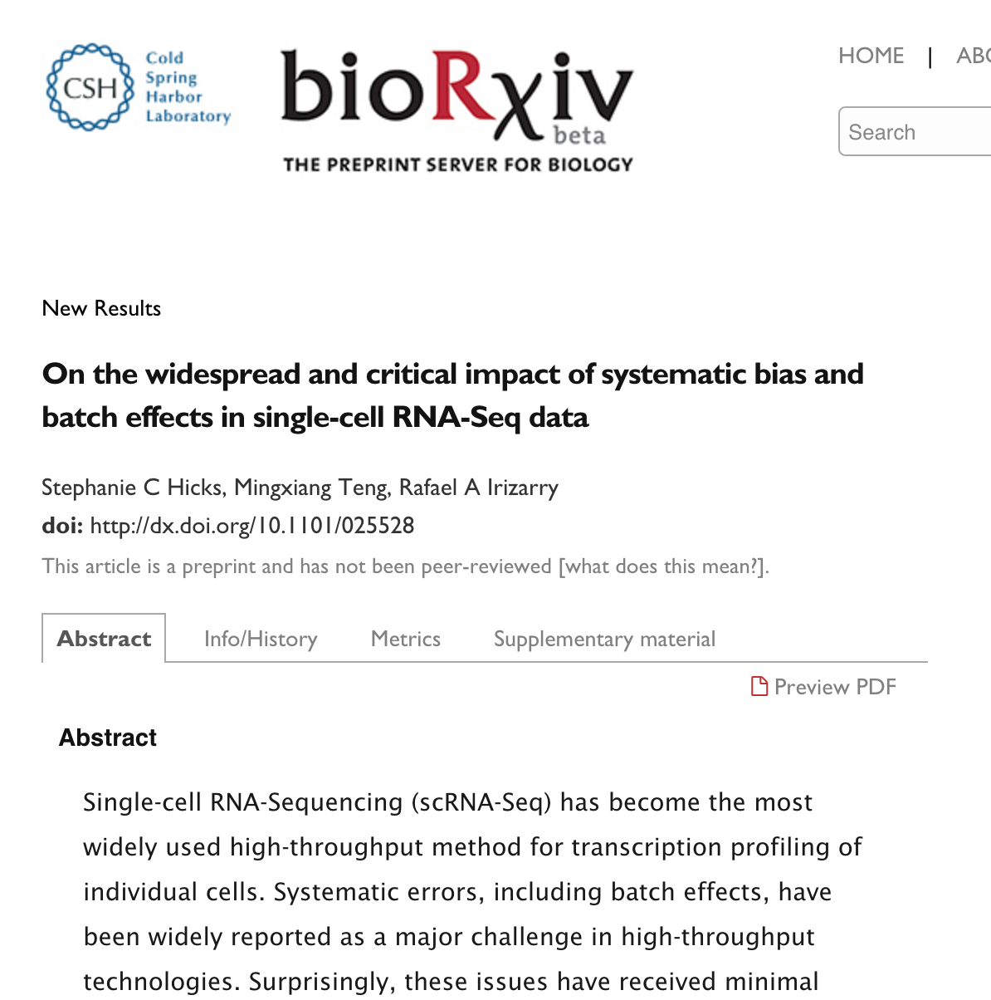 CSH
Cold
Spring
Harbor
Laboratory
bioRxiv
beta
THE PREPRINT SERVER FOR BIOLOGY
HOME | ABO
Search
New Results
On the widespread and critical impact of systematic bias and
batch effects in single-cell RNA-Seq data
Stephanie C Hicks, Mingxiang Teng, Rafael A Irizarry
doi: http://dx.doi.org/10.1101/025528
This article is a preprint and has not been peer-reviewed [what does this mean?].
Abstract Info/History Metrics Supplementary material
Preview PDF
Abstract
Single-cell RNA-Sequencing (scRNA-Seq) has become the most
widely used high-throughput method for transcription profiling of
individual cells. Systematic errors, including batch effects, have
been widely reported as a major challenge in high-throughput
technologies. Surprisingly, these issues have received minimal